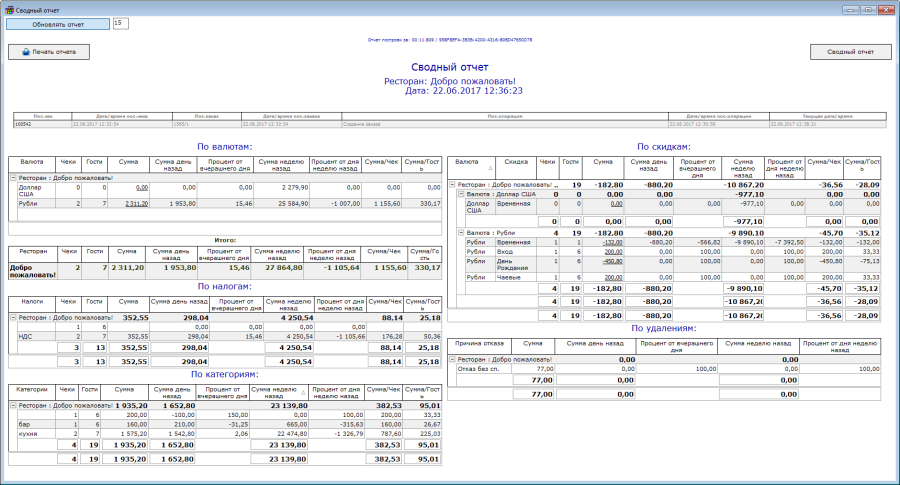 Сводный отчет
Обновлять отчет 15
Отчет построен за: 00:11.809 /
Печать отчета
Сводный отчет
Сводный отчет
Ресторан: Добро пожаловать!
Дата: 22.06.2017 12:36:23
Пос.чек Дата/время пос.чека Пос.заказ Дата/время пос.заказа Пос.операция Дата/время пос.операции Текущая дата/время
108542 22.06.2017 12:32:54 1565/1 22.06.2017 12:32:54 Создание заказа 22.06.2017 12:30:59
По валютам:
Валюта Чеки Гости Сумма Сумма день назад Процент от вчерашнего дня Сумма неделю назад Процент от дня неделю назад Сумма/Чек Сумма/Гость
Ресторан : Добро пожаловать!
Доллар США 0 0 0,00 0,00 0,00 2 279,90 0,00 0,00 0,00
Рубли 2 7 2 311,20 1 953,80 15,46 25 584,90 -1 007,00 1 155,60 330,17
Итого:
Ресторан Чеки Гости Сумма Сумма день назад Процент от вчерашнего дня Сумма неделю назад Процент от дня неделю назад Сумма/Чек Сумма/Гость
Добро пожаловать! 2 7 2 311,20 1 953,80 15,46 27 864,80 -1 105,64 1 155,60 330,17
По налогам:
Налоги Чеки Гости Сумма Сумма день назад Процент от вчерашнего дня Сумма неделю назад Процент от дня неделю назад Сумма/Чек Сумма/Гость
Ресторан : Добро пожаловать! 352,55 298,04 4 250,54 88,14 25,18
1 6 0,00 0,00 0,00 0,00
НДС 2 7 352,55 298,04 15,46 4 250,54 -1 105,66 176,28 50,36
3 13 352,55 298,04 4 250,54 88,14 25,18
3 13 352,55 298,04 4 250,54 88,14 25,18
По категориям:
Категории Чеки Гости Сумма Сумма день назад Процент от вчерашнего дня Сумма неделю назад Процент от дня неделю назад Сумма/Чек Сумма/Гость
Ресторан : Добро пожаловать! 1 935,20 1 652,80 23 139,80 382,53 95,01
1 6 200,00 -100,00 150,00 0,00 100,00 200,00 33,33
бар 1 6 160,00 210,00 -31,25 665,00 -315,63 160,00 26,67
кухня 2 7 1 575,20 1 542,80 2,06 22 474,80 -1 326,79 787,60 225,03
4 19 1 935,20 1 652,80 23 139,80 382,53 95,01
4 19 1 935,20 1 652,80 23 139,80 382,53 95,01
По скидкам:
Валюта Скидка Чеки Гости Сумма Сумма день назад Процент от вчерашнего дня Сумма неделю назад Процент от дня неделю назад Сумма/Чек Сумма/Гость
Ресторан : Добро пожаловать! .. 19 -182,80 -880,20 -10 867,20 -36,56 -28,09
Валюта : Доллар США 0 0 0,00 0,00 -977,10 0,00 0,00
Доллар США Временная 0 0 0,00 0,00 0,00 -977,10 0,00 0,00 0,00
0 0 0,00 0,00 -977,10 0,00 0,00
Валюта : Рубли 4 19 -182,80 -880,20 -9 890,10 -45,70 -35,12
Рубли Временная 1 1 -132,00 -880,20 -566,82 -9 890,10 -7 392,50 -132,00 -132,00
Рубли Вход 1 6 200,00 0,00 100,00 0,00 100,00 200,00 33,33
Рубли День Рождения 1 6 -450,80 0,00 100,00 0,00 100,00 -450,80 -75,13
Рубли Чаевые 1 6 200,00 0,00 100,00 0,00 100,00 200,00 33,33
4 19 -182,80 -880,20 -9 890,10 -45,70 -35,12
4 19 -182,80 -880,20 -10 867,20 -36,56 -28,09
4 19 -182,80 -880,20 -10 867,20 -36,56 -28,09
По удалениям:
Причина отказа Сумма Сумма день назад Процент от вчерашнего дня Сумма неделю назад Процент от дня неделю назад
Ресторан : Добро пожаловать! 0,00 0,00
Отказ без сп. 77,00 0,00 100,00 0,00 100,00
77,00 0,00 0,00
77,00 0,00 0,00